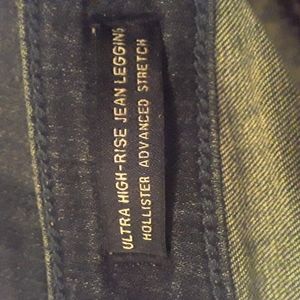 ULTRA HIGH-RISE JEAN LEGGING
HOLLISTER ADVANCED STRETCH